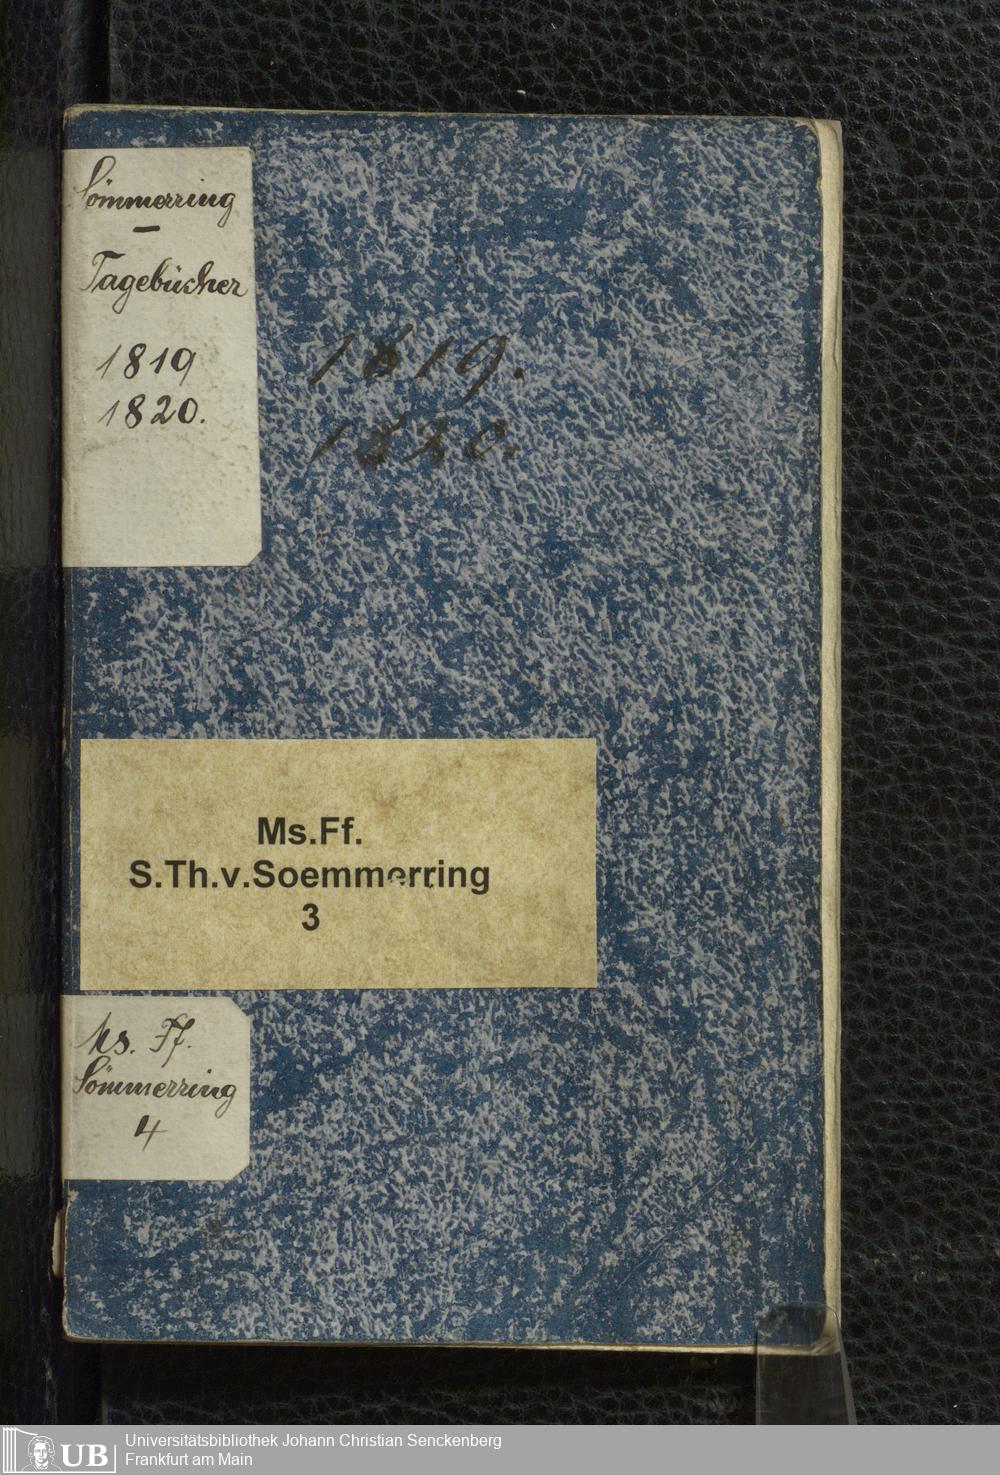 Sömmerring
–
Tagebücher
1819
1820.
1819.
1820.
Ms.Ff.
S.Th.v.Soemmerring
3
Ms. Ff.
Sömmerring
4
UB
Universitätsbibliothek Johann Christian Senckenberg
Frankfurt am Main